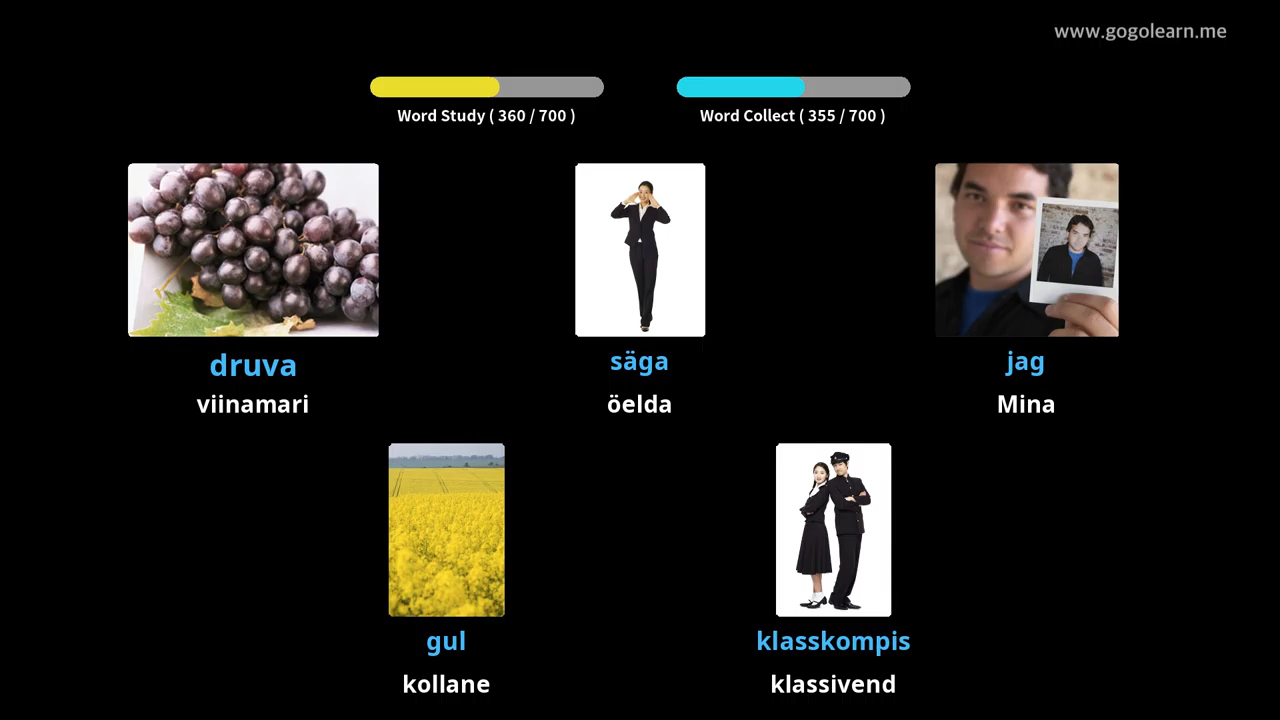 www.gogolearn.me
Word Study ( 360 / 700 )
Word Collect ( 355 / 700 )
druva
viinamari
säga
öelda
jag
Mina
gul
kollane
klasskompis
klassivend